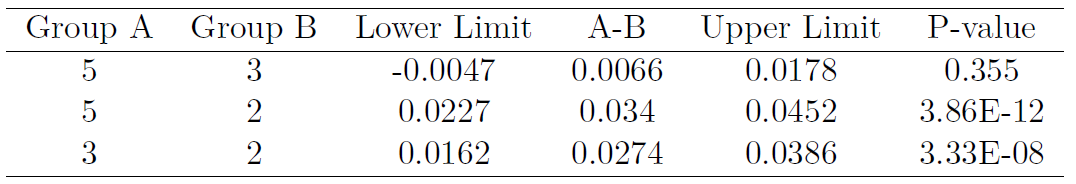 Group A Group B Lower Limit A-B Upper Limit P-value
5 3 -0.0047 0.0066 0.0178 0.355
5 2 0.0227 0.034 0.0452 3.86E-12
3 2 0.0162 0.0274 0.0386 3.33E-08